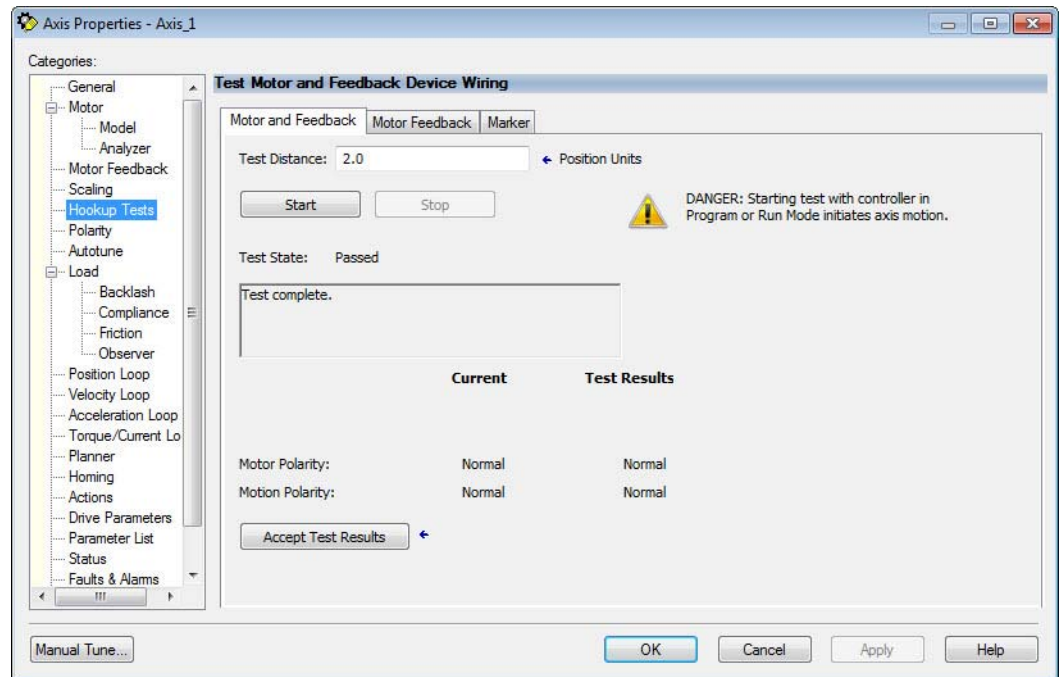 Axis Properties - Axis_1
Categories:
General
Motor
Model
Analyzer
Motor Feedback
Scaling
Hookup Tests
Polarity
Autotune
Load
Backlash
Compliance
Friction
Observer
Position Loop
Velocity Loop
Acceleration Loop
Torque/Current Lo
Planner
Homing
Actions
Drive Parameters
Parameter List
Status
Faults & Alarms
Test Motor and Feedback Device Wiring
Motor and Feedback Motor Feedback Marker
Test Distance: 2.0 Position Units
Start Stop
DANGER: Starting test with controller in
Program or Run Mode initiates axis motion.
Test State: Passed
Test complete.
Current Test Results
Motor Polarity: Normal Normal
Motion Polarity: Normal Normal
Accept Test Results
Manual Tune... OK Cancel Apply Help